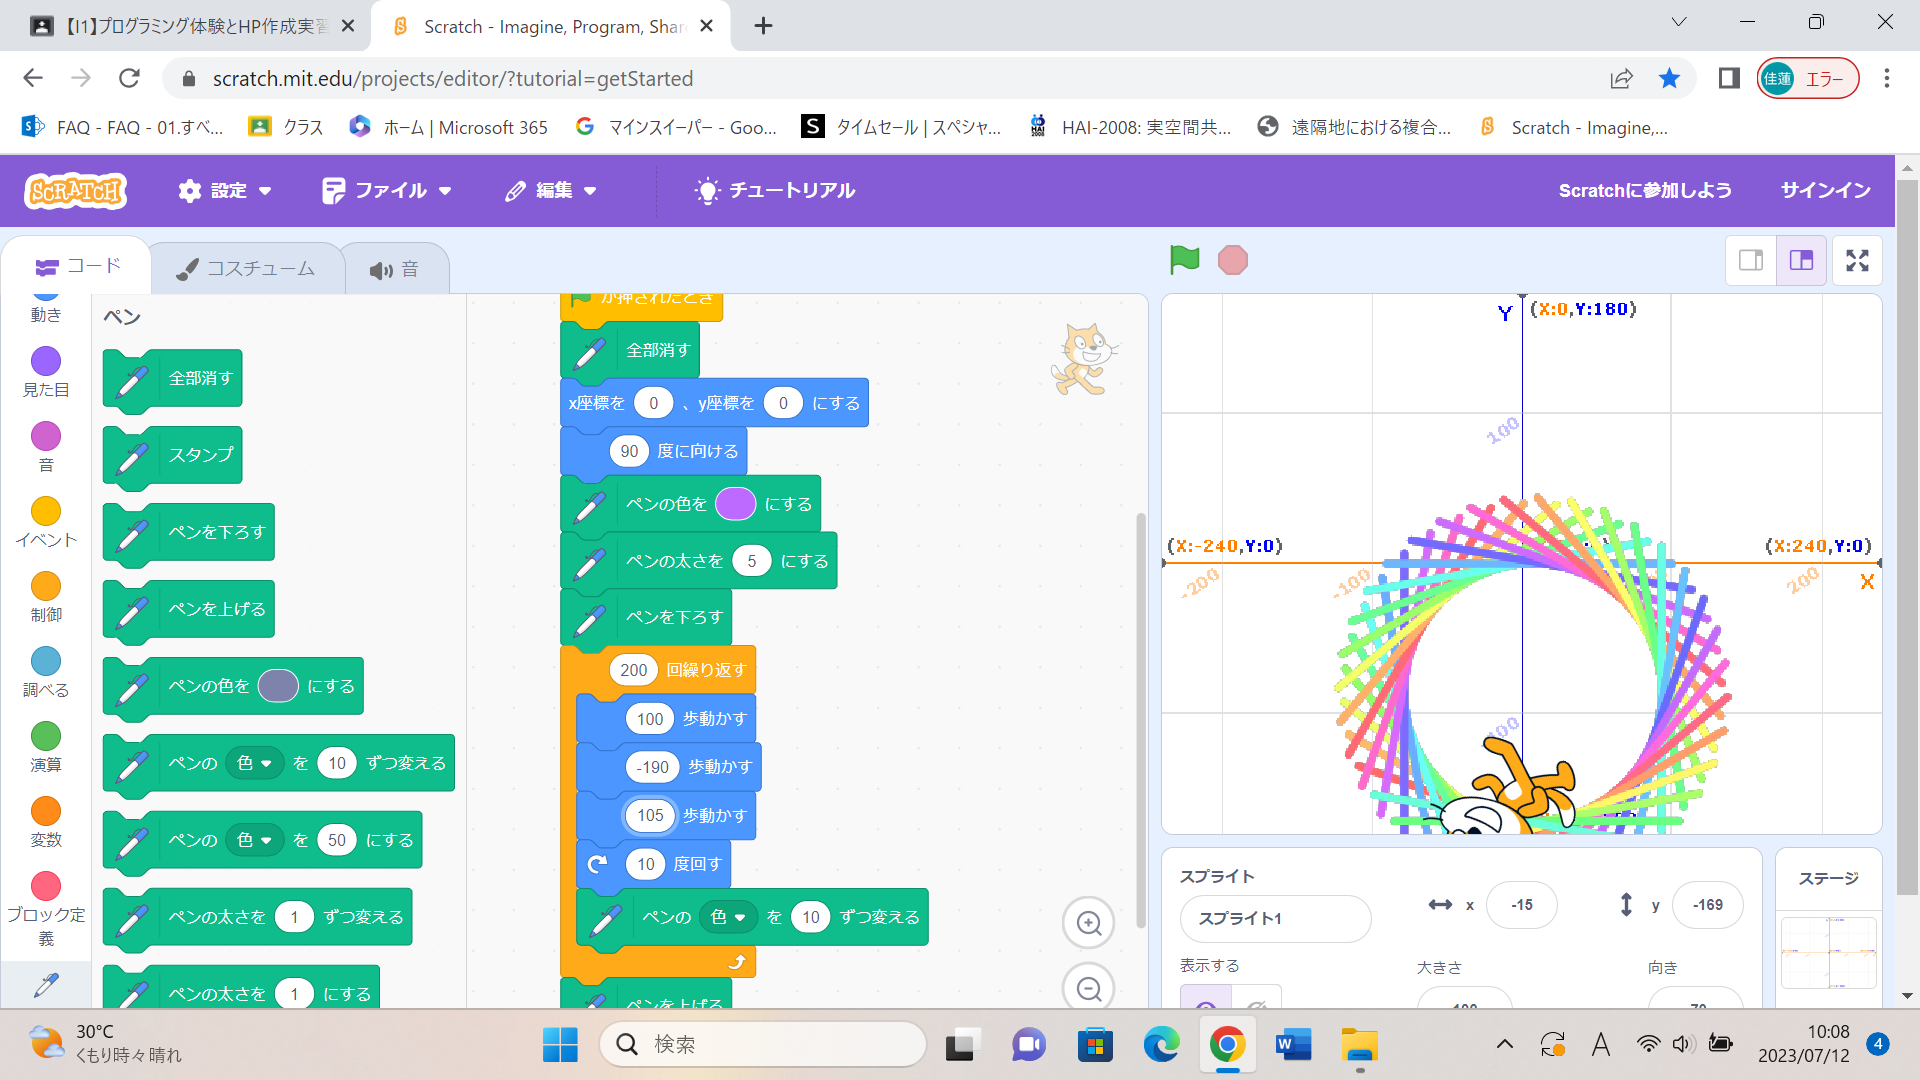 【I1】プログラミング体験とHP作成実習
Scratch - Imagine, Program, Shar
scratch.mit.edu/projects/editor/?tutorial=getStarted
佳蓮 エラー
FAQ - FAQ - 01.すべ...
クラス
ホーム | Microsoft 365
マインスイーパー - Goo...
タイムセール | スペシャ...
HAI-2008: 実空間共...
遠隔地における複合...
Scratch - Imagine,...
SCRATCH
設定
ファイル
編集
チュートリアル
Scratchに参加しよう
サインイン
コード
コスチューム
音
動き
見た目
音
イベント
制御
調べる
演算
変数
ブロック定
義
ペン
全部消す
スタンプ
ペンを下ろす
ペンを上げる
ペンの色を にする
ペンの 色 を 10 ずつ変える
ペンの 色 を 50 にする
ペンの太さを 1 ずつ変える
ペンの太さを 1 にする
が押されたとき
全部消す
x座標を 0 、y座標を 0 にする
90 度に向ける
ペンの色を にする
ペンの太さを 5 にする
ペンを下ろす
200 回繰り返す
100 歩動かす
-190 歩動かす
105 歩動かす
10 度回す
ペンの 色 を 10 ずつ変える
ペンを上げる
Y (X:0,Y:180)
100
(X:-240,Y:0)
(X:240,Y:0)
-200
-100
200
X
スプライト
スプライト1
x -15
y -169
表示する
大きさ
100
向き
70
ステージ
30°C
くもり時々晴れ
検索
A
10:08
2023/07/12
4